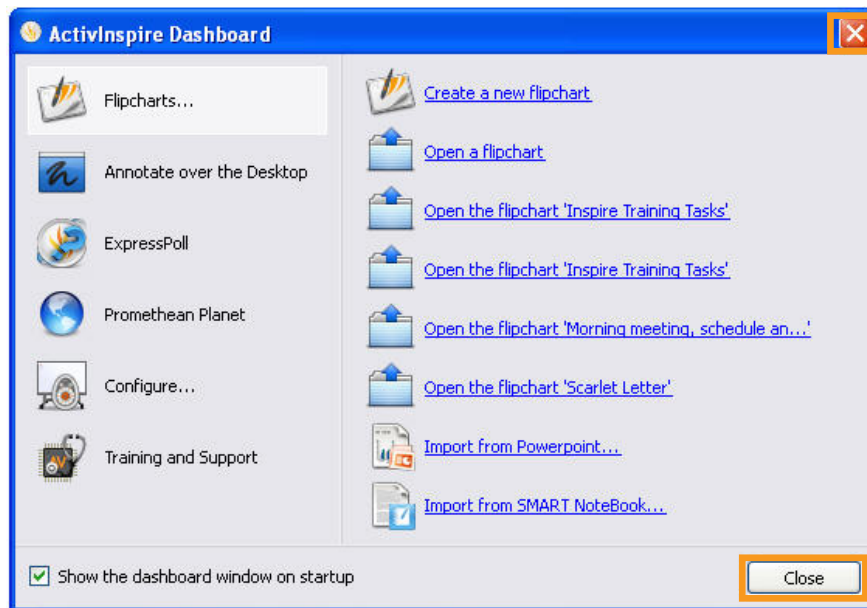 ActivInspire Dashboard
Flipcharts...
Annotate over the Desktop
ExpressPoll
Promethean Planet
Configure...
Training and Support
Create a new flipchart
Open a flipchart
Open the flipchart 'Inspire Training Tasks'
Open the flipchart 'Inspire Training Tasks'
Open the flipchart 'Morning meeting, schedule an...'
Open the flipchart 'Scarlet Letter'
Import from Powerpoint...
Import from SMART NoteBook...
Show the dashboard window on startup
Close